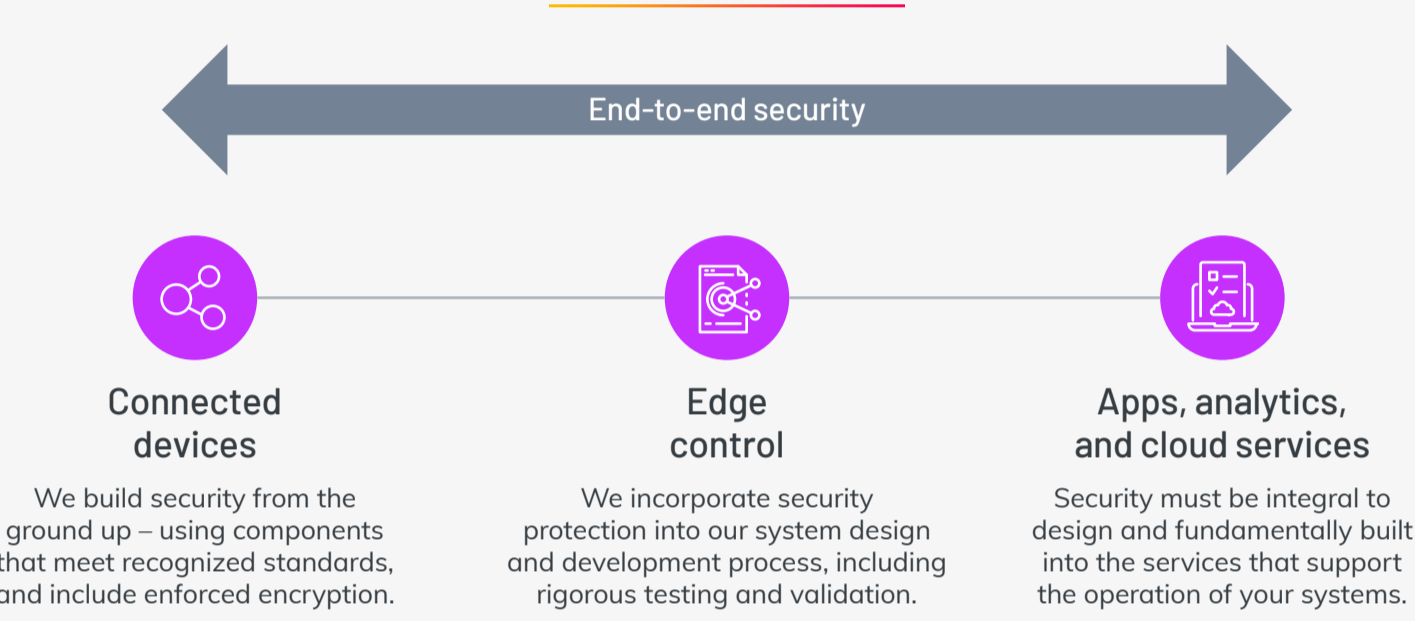 End-to-end security
Connected
devices
We build security from the
ground up – using components
that meet recognized standards,
and include enforced encryption.
Edge
control
We incorporate security
protection into our system design
and development process, including
rigorous testing and validation.
Apps, analytics,
and cloud services
Security must be integral to
design and fundamentally built
into the services that support
the operation of your systems.